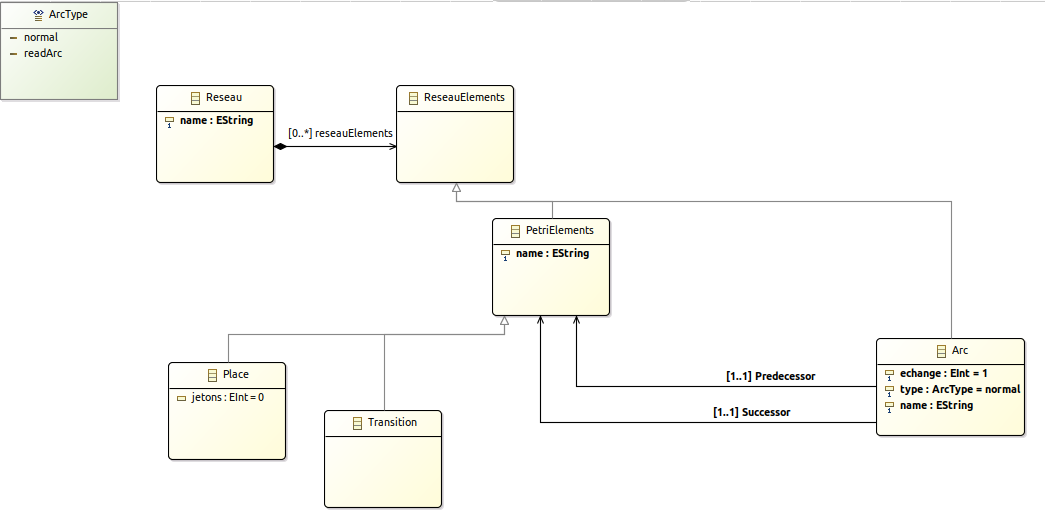 ArcType
normal
readArc
Reseau
name : EString
[0..*] reseauElements
ReseauElements
PetriElements
name : EString
Place
jetons : EInt = 0
Transition
[1..1] Predecessor
[1..1] Successor
Arc
echange : EInt = 1
type : ArcType = normal
name : EString